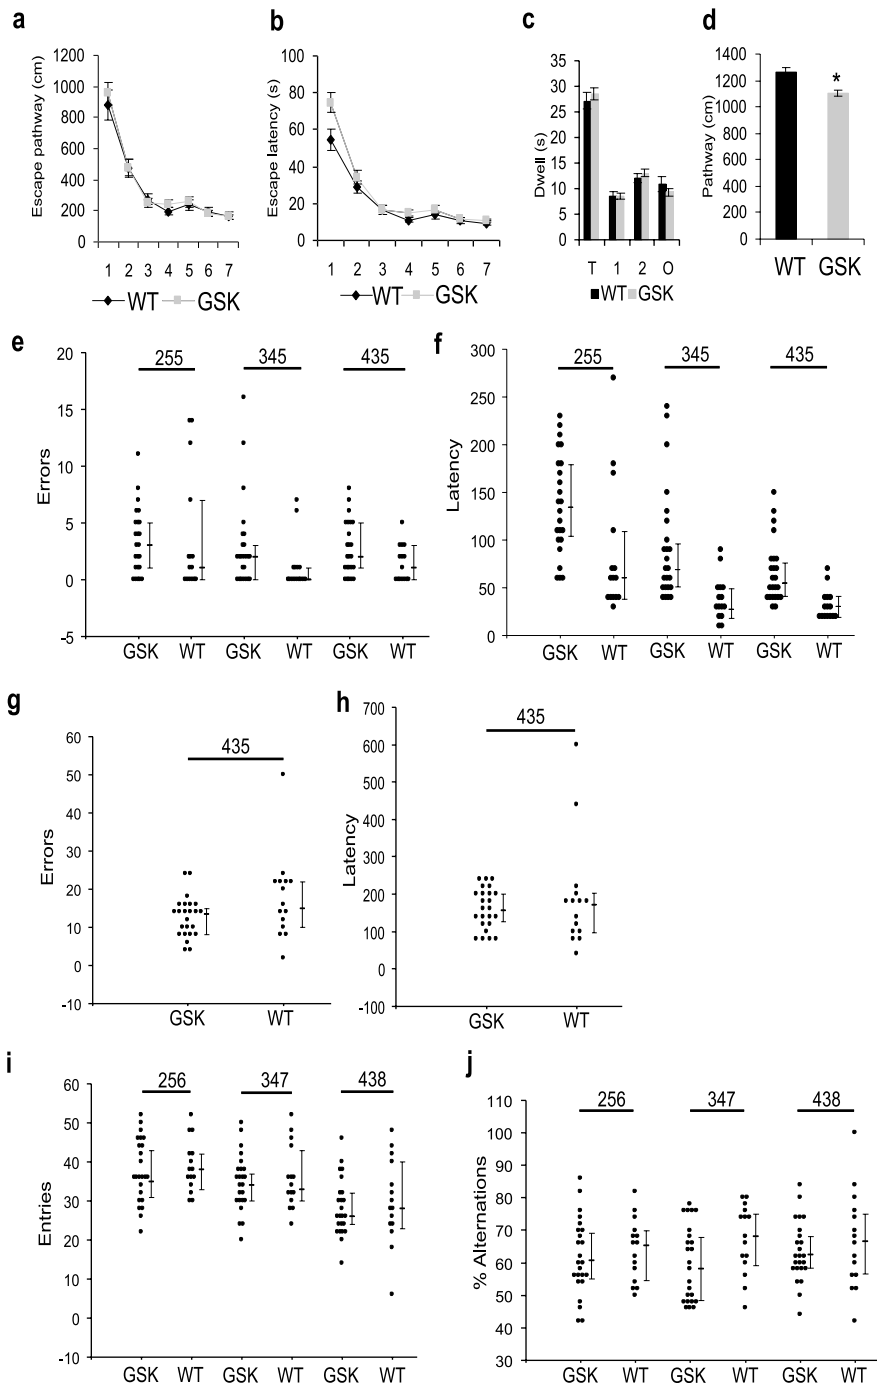 a
1200
1000
800
600
400
200
0
Escape pathway (cm)
1 2 3 4 5 6 7
WT GSK
b
100
80
60
40
20
0
Escape latency (s)
1 2 3 4 5 6 7
WT GSK
c
35
30
25
20
15
10
5
0
Dwell (s)
T 1 2 O
WT GSK
d
1400
1200
1000
800
600
400
200
0
Pathway (cm)
*
WT GSK
e
255 345 435
20
15
10
5
0
-5
Errors
GSK WT GSK WT GSK WT
f
255 345 435
300
250
200
150
100
50
0
Latency
GSK WT GSK WT GSK WT
g
435
60
50
40
30
20
10
0
-10
Errors
GSK WT
h
435
700
600
500
400
300
200
100
0
-100
Latency
GSK WT
i
256 347 438
60
50
40
30
20
10
0
-10
Entries
GSK WT GSK WT GSK WT
j
256 347 438
110
100
90
80
70
60
50
40
30
% Alternations
GSK WT GSK WT GSK WT